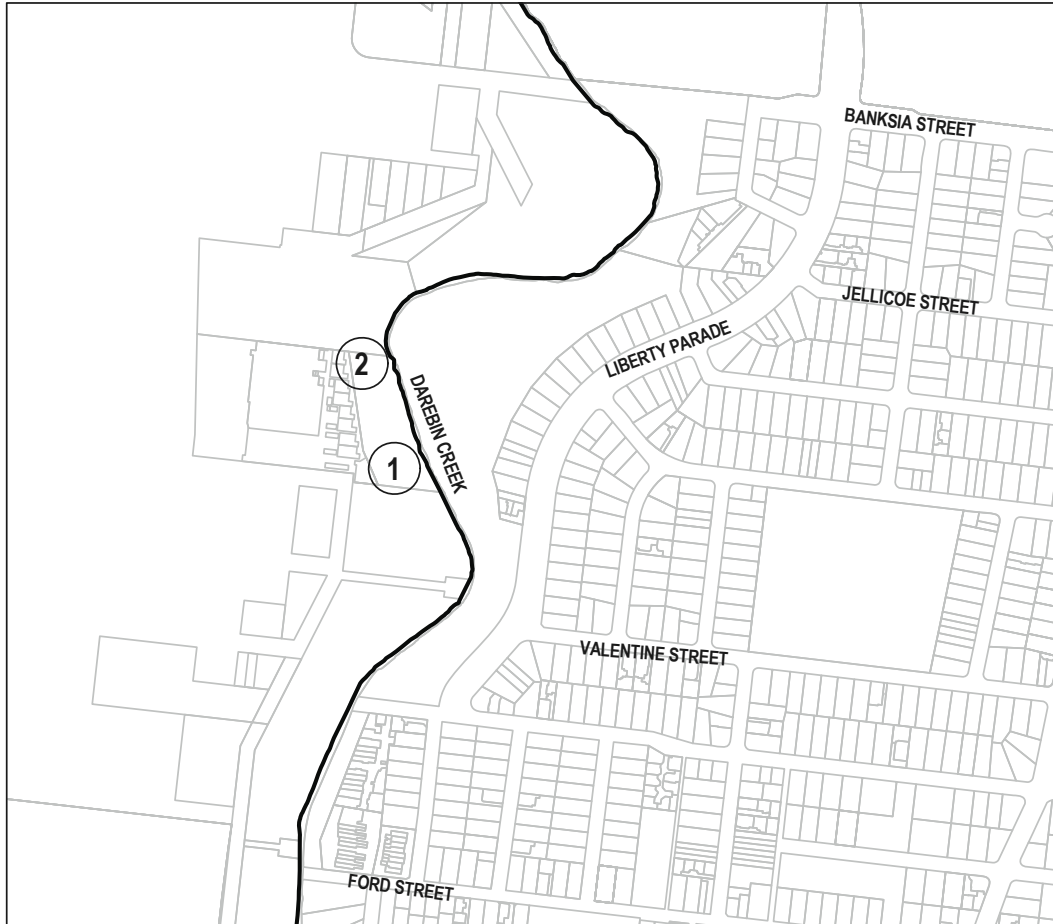 BANKSIA STREET
JELLICOE STREET
LIBERTY PARADE
2
DAREBIN CREEK
1
VALENTINE STREET
FORD STREET